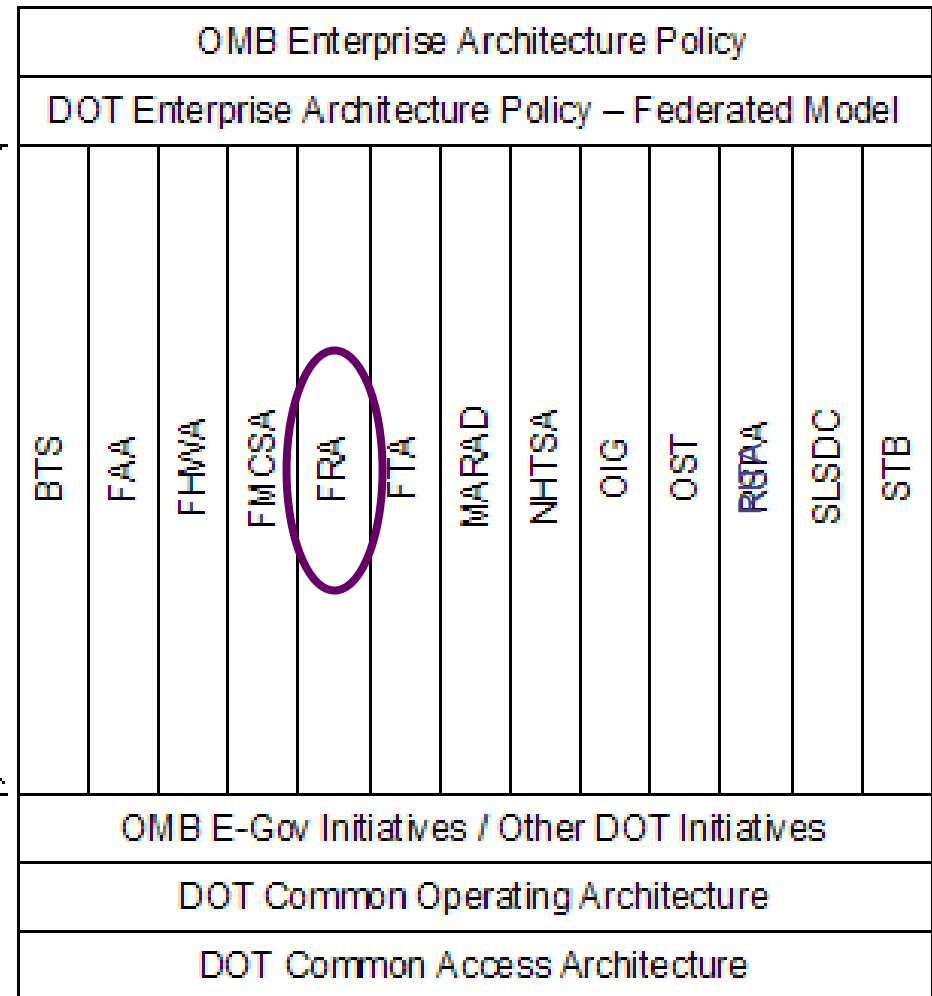 OMB Enterprise Architecture Policy
DOT Enterprise Architecture Policy – Federated Model
BTS
FAA
FHWA
FMCSA
FRA
FTA
MARAD
NHTSA
OIG
OST
SLSDC
STB
OMB E-Gov Initiatives / Other DOT Initiatives
DOT Common Operating Architecture
DOT Common Access Architecture